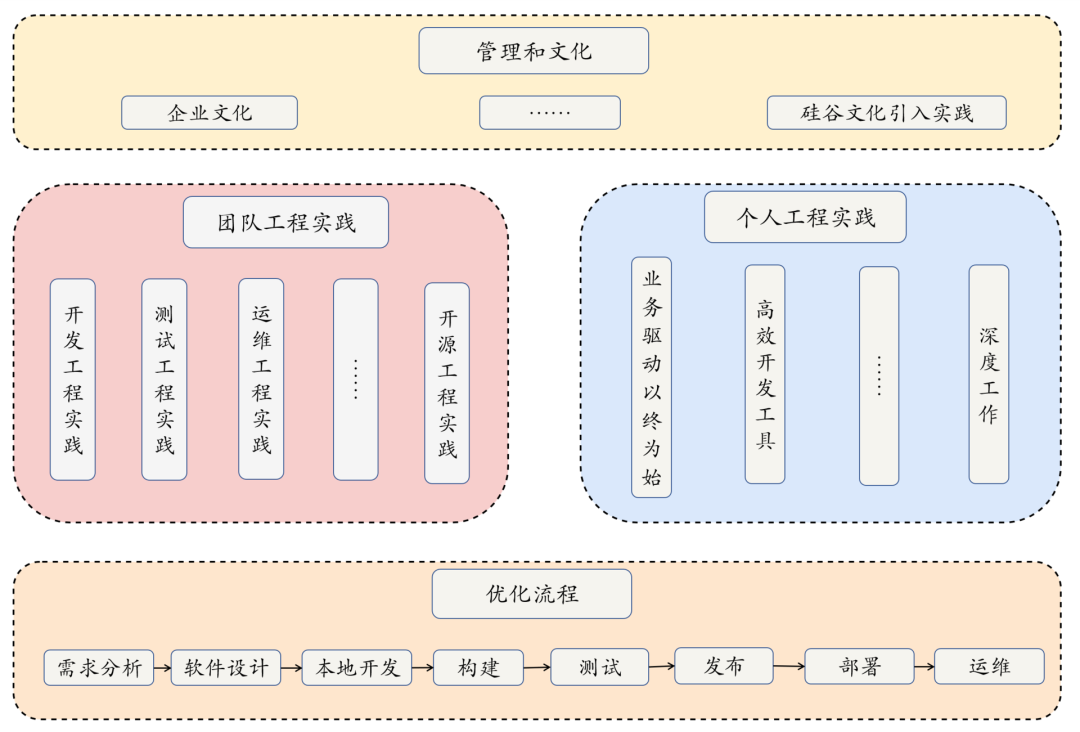 管理和文化
企业文化
……
硅谷文化引入实践
团队工程实践
开发工程实践
测试工程实践
运维工程实践
……
开源工程实践
个人工程实践
业务驱动以终为始
高效开发工具
……
深度工作
优化流程
需求分析
软件设计
本地开发
构建
测试
发布
部署
运维